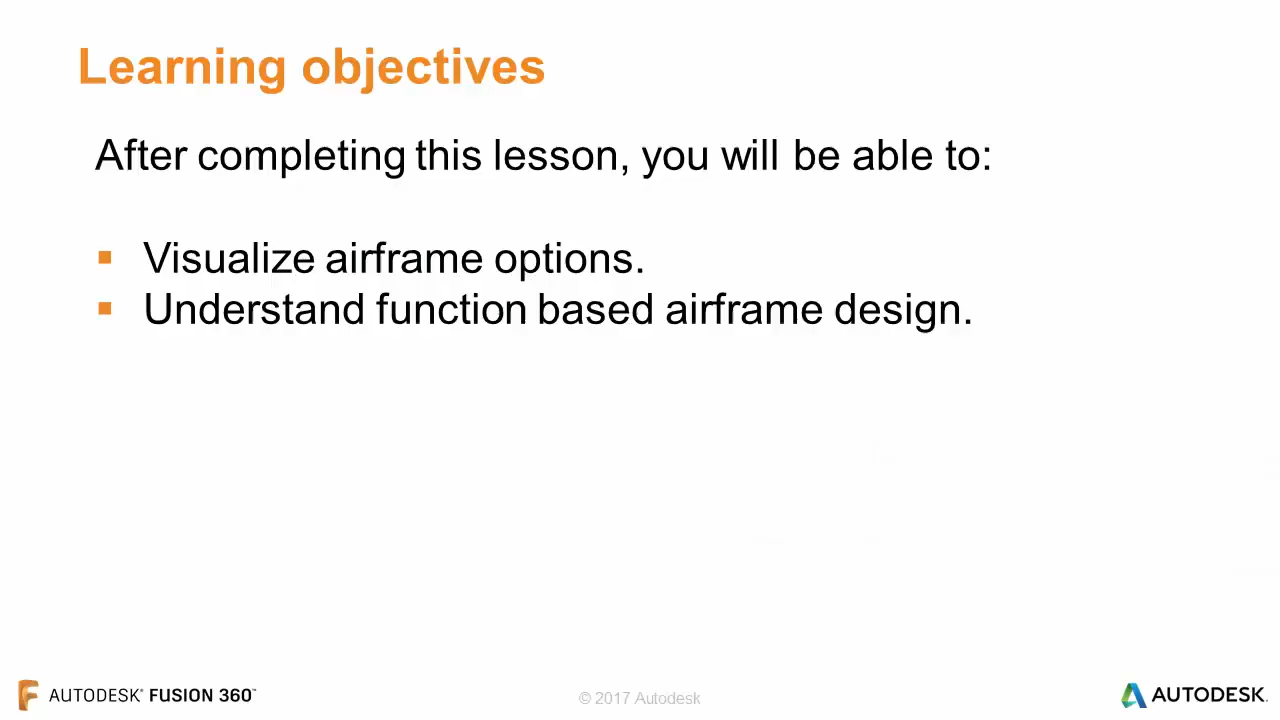 Learning objectives
After completing this lesson, you will be able to:
▪ Visualize airframe options.
▪ Understand function based airframe design.
AUTODESK® FUSION 360™
© 2017 Autodesk
AUTODESK.